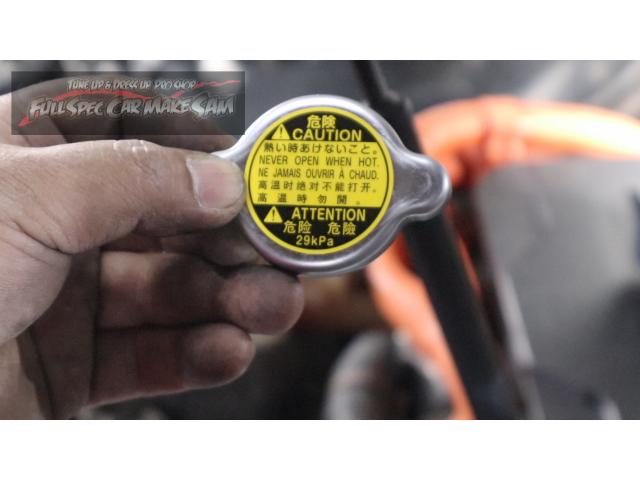 TUNE UP & DRESS UP PRO SHOP
FULLSPEC CAR MAKE SAM
危険
CAUTION
熱い時あけないこと。
NEVER OPEN WHEN HOT.
NE JAMAIS OUVRIR À CHAUD.
高温时绝对不能打开。
高温時勿開。
ATTENTION
危险 危險
29kPa